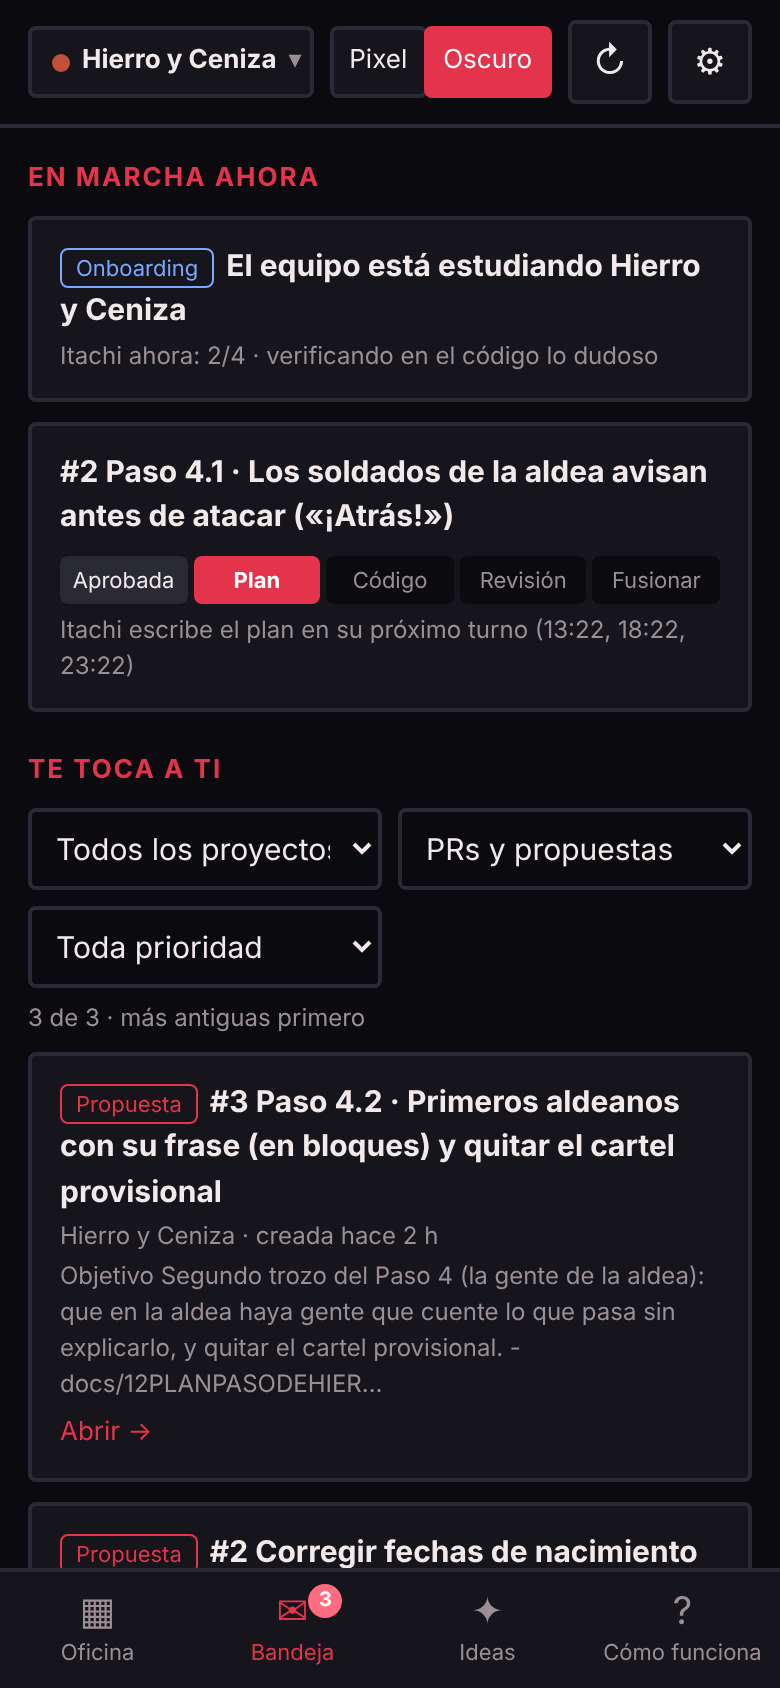 Hierro y Ceniza ▾
Pixel
Oscuro
EN MARCHA AHORA
Onboarding El equipo está estudiando Hierro
y Ceniza
Itachi ahora: 2/4 · verificando en el código lo dudoso
#2 Paso 4.1 · Los soldados de la aldea avisan
antes de atacar («¡Atrás!»)
Aprobada
Plan
Código
Revisión
Fusionar
Itachi escribe el plan en su próximo turno (13:22, 18:22,
23:22)
TE TOCA A TI
Todos los proyectos
PRs y propuestas
Toda prioridad
3 de 3 · más antiguas primero
Propuesta #3 Paso 4.2 · Primeros aldeanos
con su frase (en bloques) y quitar el cartel
provisional
Hierro y Ceniza · creada hace 2 h
Objetivo Segundo trozo del Paso 4 (la gente de la aldea):
que en la aldea haya gente que cuente lo que pasa sin
explicarlo, y quitar el cartel provisional. -
docs/12PLANPASODEHIER...
Abrir →
Propuesta #2 Corregir fechas de nacimiento
3
Oficina
Bandeja
Ideas
?
Cómo funciona